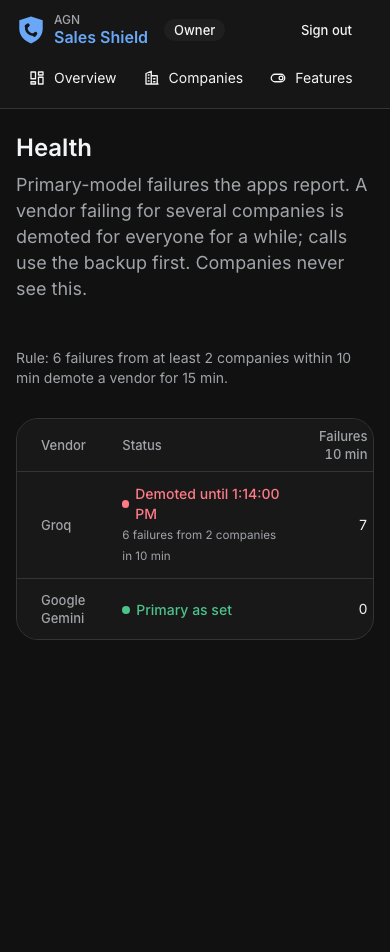 AGN
Sales Shield
Owner
Sign out
Overview
Companies
Features
Health
Primary-model failures the apps report. A
vendor failing for several companies is
demoted for everyone for a while; calls
use the backup first. Companies never
see this.
Rule: 6 failures from at least 2 companies within 10
min demote a vendor for 15 min.
Vendor
Status
Failures
10 min
Groq
Demoted until 1:14:00
PM
6 failures from 2 companies
in 10 min
7
Google
Gemini
Primary as set
0